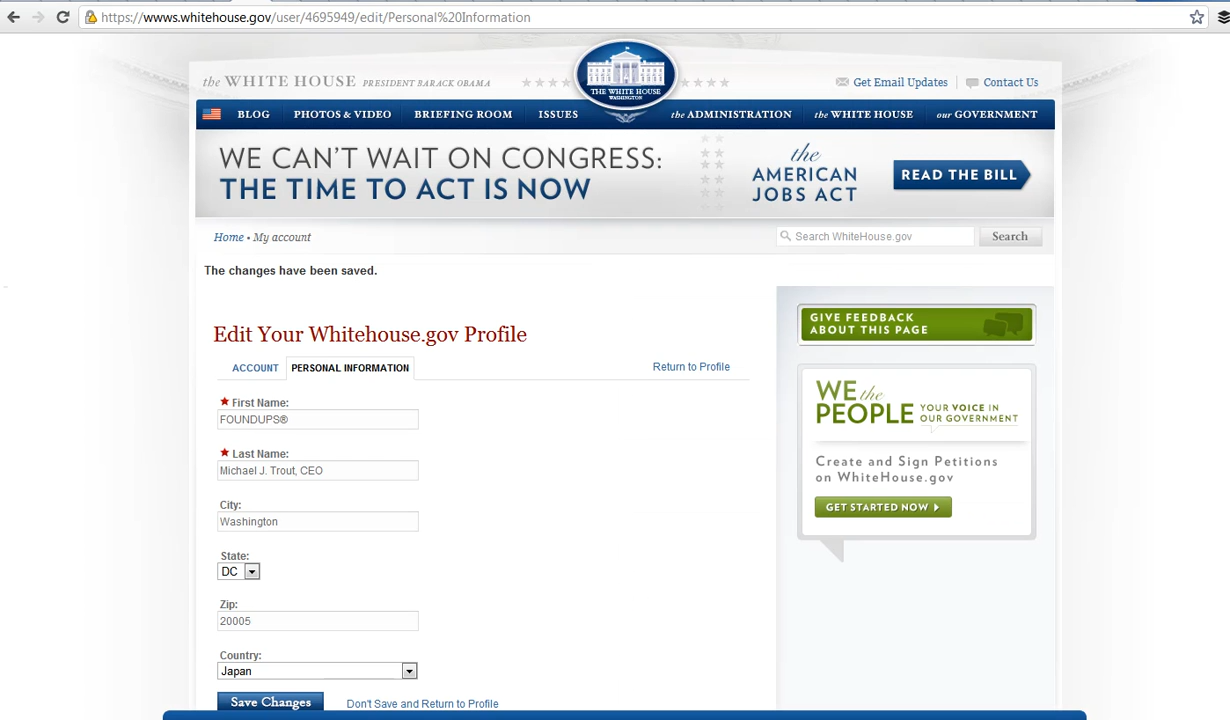 https://wwws.whitehouse.gov/user/4695949/edit/Personal%20Information
the WHITE HOUSE PRESIDENT BARACK OBAMA
THE WHITE HOUSE
WASHINGTON
Get Email Updates
Contact Us
BLOG
PHOTOS & VIDEO
BRIEFING ROOM
ISSUES
the ADMINISTRATION
the WHITE HOUSE
our GOVERNMENT
WE CAN'T WAIT ON CONGRESS:
THE TIME TO ACT IS NOW
the
AMERICAN
JOBS ACT
READ THE BILL
Home • My account
Search WhiteHouse.gov
Search
The changes have been saved.
Edit Your Whitehouse.gov Profile
ACCOUNT
PERSONAL INFORMATION
Return to Profile
First Name:
FOUNDUPS®
Last Name:
Michael J. Trout, CEO
City:
Washington
State:
DC
Zip:
20005
Country:
Japan
Save Changes
Don't Save and Return to Profile
GIVE FEEDBACK
ABOUT THIS PAGE
WE the
PEOPLE
YOUR VOICE IN
OUR GOVERNMENT
Create and Sign Petitions
on WhiteHouse.gov
GET STARTED NOW